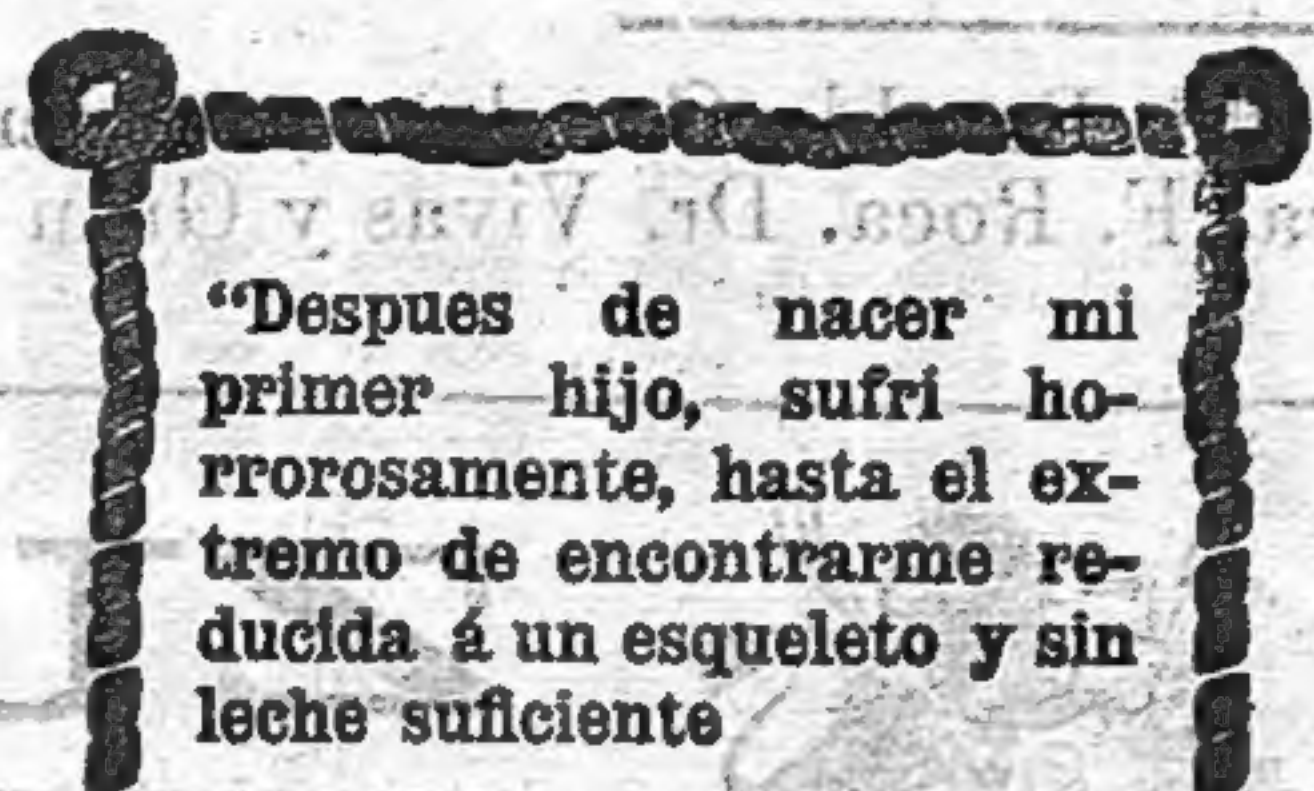 “Despues de nacer mi
primer hijo, sufrí ho-
rrorosamente, hasta el ex-
tremo de encontrarme re-
ducida á un esqueleto y sin
leche suficiente